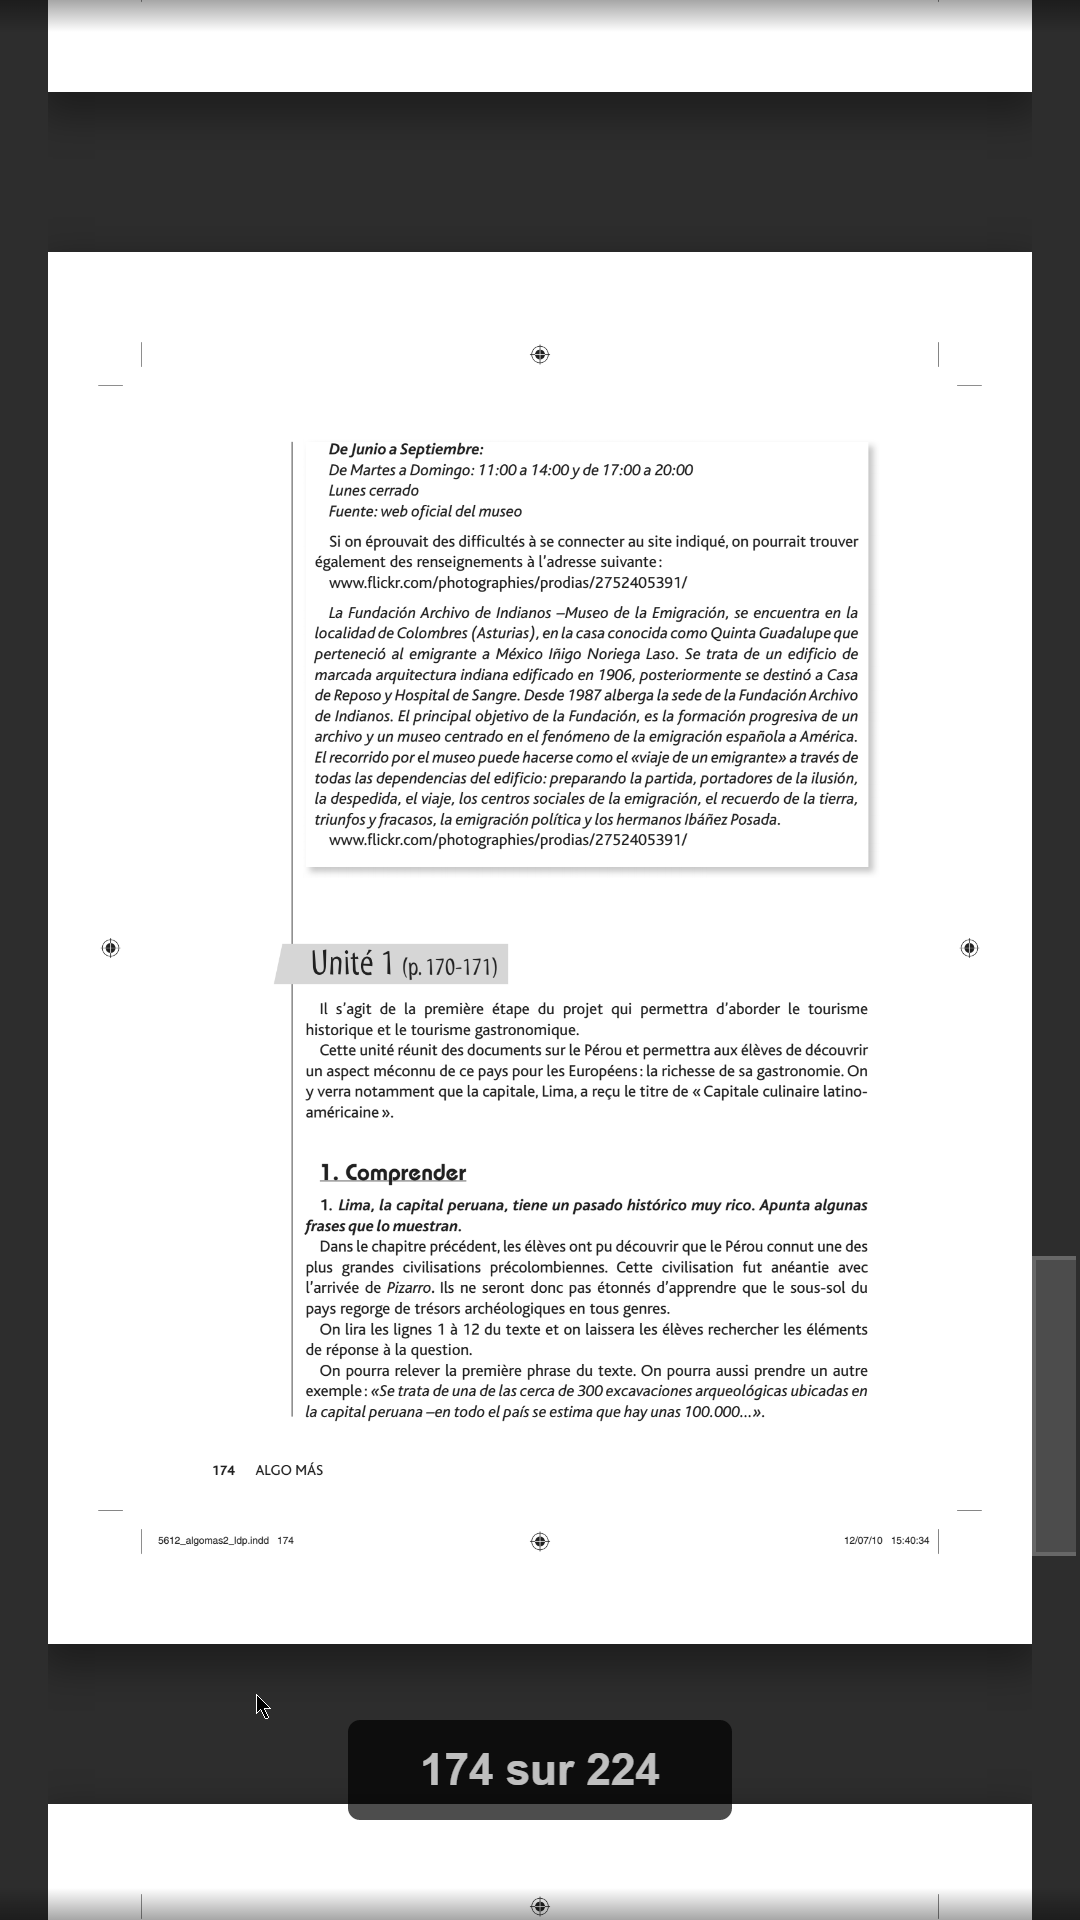 De Junio a Septiembre:
De Martes a Domingo: 11:00 a 14:00 y de 17:00 a 20:00
Lunes cerrado
Fuente: web oficial del museo
Si on éprouvait des difficultés à se connecter au site indiqué, on pourrait trouver
également des renseignements à l'adresse suivante :
www.flickr.com/photographies/prodias/2752405391/
La Fundación Archivo de Indianos –Museo de la Emigración, se encuentra en la
localidad de Colombres (Asturias), en la casa conocida como Quinta Guadalupe que
perteneció al emigrante a México Iñigo Noriega Laso. Se trata de un edificio de
marcada arquitectura indiana edificado en 1906, posteriormente se destinó a Casa
de Reposo y Hospital de Sangre. Desde 1987 alberga la sede de la Fundación Archivo
de Indianos. El principal objetivo de la Fundación, es la formación progresiva de un
archivo y un museo centrado en el fenómeno de la emigración española a América.
El recorrido por el museo puede hacerse como el «viaje de un emigrante» a través de
todas las dependencias del edificio: preparando la partida, portadores de la ilusión,
la despedida, el viaje, los centros sociales de la emigración, el recuerdo de la tierra,
triunfos y fracasos, la emigración política y los hermanos Ibáñez Posada.
www.flickr.com/photographies/prodias/2752405391/
Unité 1 (p. 170-171)
Il s'agit de la première étape du projet qui permettra d'aborder le tourisme
historique et le tourisme gastronomique.
Cette unité réunit des documents sur le Pérou et permettra aux élèves de découvrir
un aspect méconnu de ce pays pour les Européens : la richesse de sa gastronomie. On
y verra notamment que la capitale, Lima, a reçu le titre de « Capitale culinaire latino-
américaine ».
1. Comprender
1. Lima, la capital peruana, tiene un pasado histórico muy rico. Apunta algunas
frases que lo muestran.
Dans le chapitre précédent, les élèves ont pu découvrir que le Pérou connut une des
plus grandes civilisations précolombiennes. Cette civilisation fut anéantie avec
l'arrivée de Pizarro. Ils ne seront donc pas étonnés d'apprendre que le sous-sol du
pays regorge de trésors archéologiques en tous genres.
On lira les lignes 1 à 12 du texte et on laissera les élèves rechercher les éléments
de réponse à la question.
On pourra relever la première phrase du texte. On pourra aussi prendre un autre
exemple : «Se trata de una de las cerca de 300 excavaciones arqueológicas ubicadas en
la capital peruana –en todo el país se estima que hay unas 100.000...».
174 ALGO MÁS
5612_algomas2_ldp.indd 174
12/07/10 15:40:34
174 sur 224